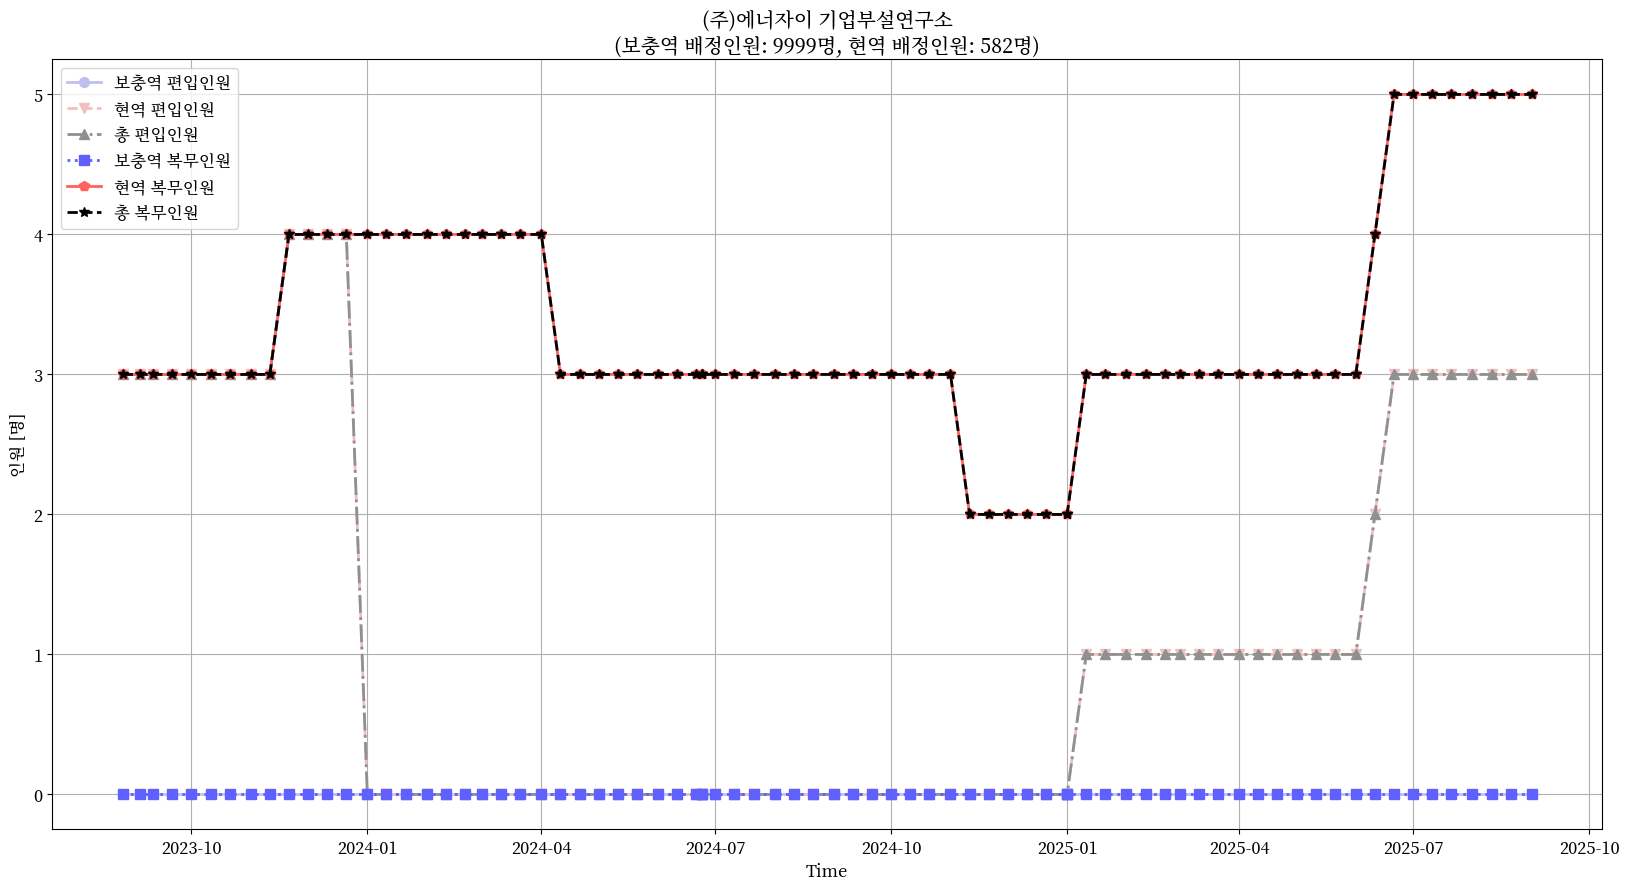 (주)에너자이 기업부설연구소
(보충역 배정인원: 9999명, 현역 배정인원: 582명)
보충역 편입인원
현역 편입인원
총 편입인원
보충역 복무인원
현역 복무인원
총 복무인원
5
4
3
2
1
0
인원 [명]
2023-10
2024-01
2024-04
2024-07
2024-10
2025-01
2025-04
2025-07
2025-10
Time